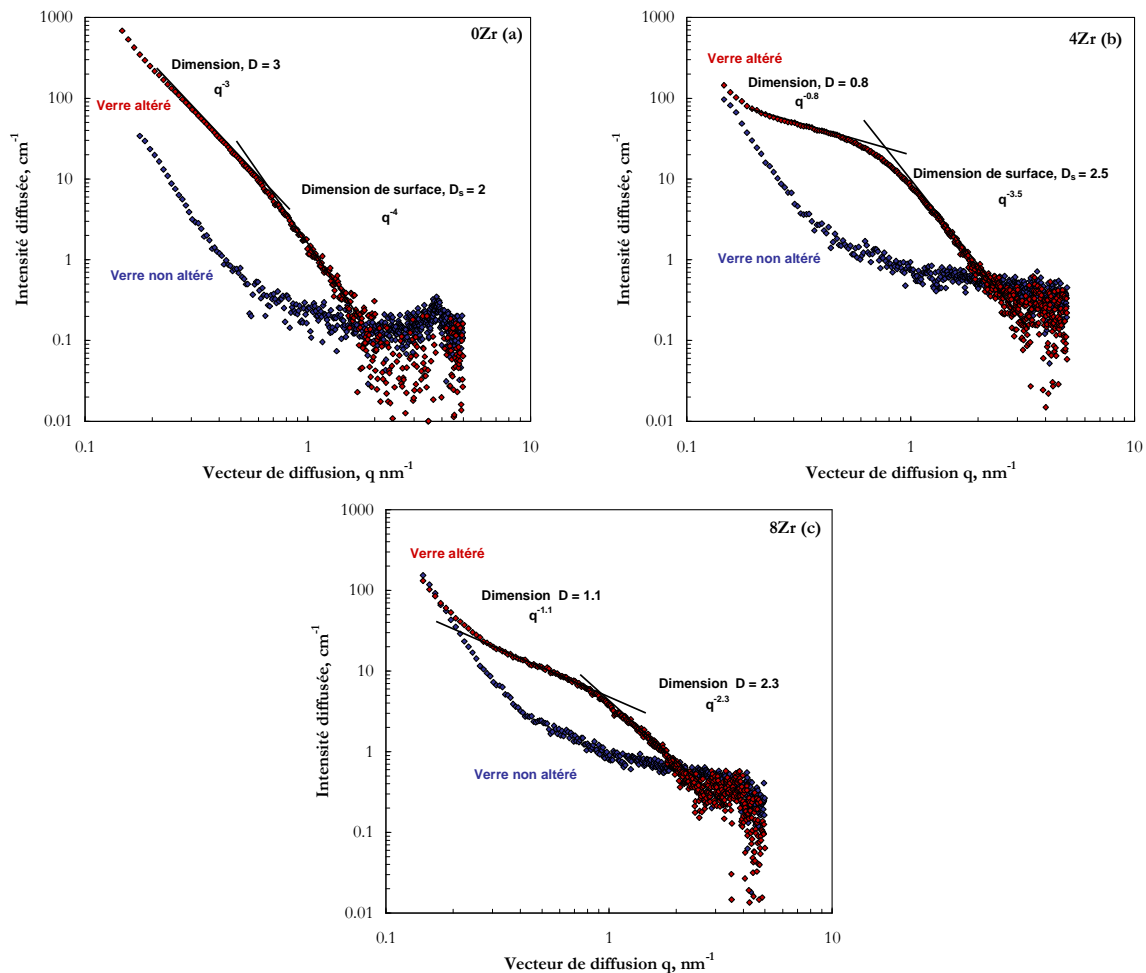 0Zr (a)
1000
100
10
1
0.1
0.01
0.1
1
10
Intensité diffusée, cm-1
Vecteur de diffusion, q nm-1
Dimension, D = 3
q-3
Verre altéré
Dimension de surface, Ds = 2
q-4
Verre non altéré
4Zr (b)
1000
100
10
1
0.1
0.01
0.1
1
10
Intensité diffusée, cm-1
Vecteur de diffusion q, nm-1
Verre altéré
Dimension, D = 0.8
q-0.8
Dimension de surface, Ds = 2.5
q-3.5
Verre non altéré
8Zr (c)
1000
100
10
1
0.1
0.01
0.1
1
10
Intensité diffusée, cm-1
Vecteur de diffusion q, nm-1
Verre altéré
Dimension D = 1.1
q-1.1
Dimension D = 2.3
q-2.3
Verre non altéré